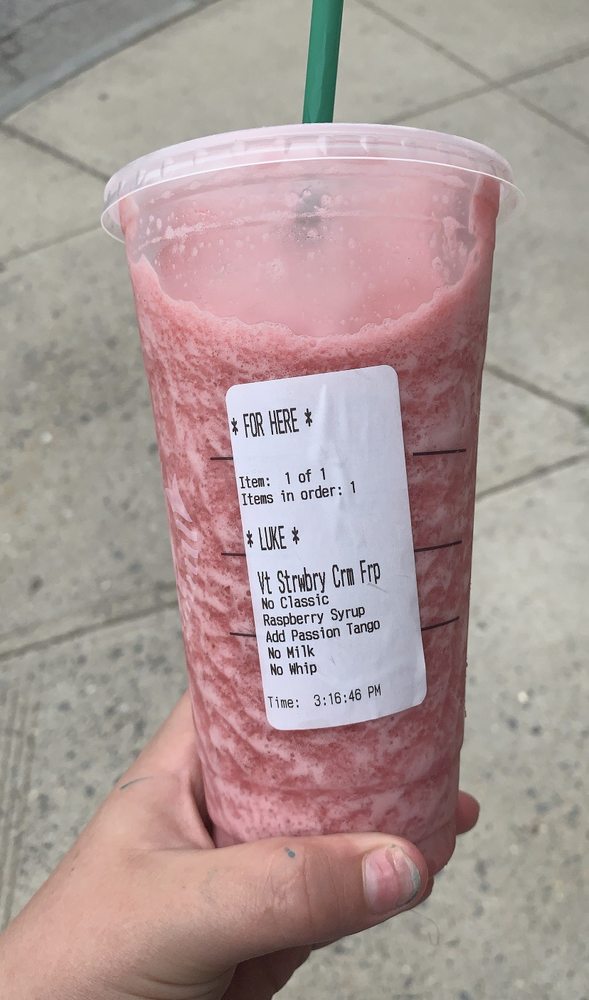 * FOR HERE *
Item: 1 of 1
Items in order: 1
* LUKE *
Vt Strwbry Crm Frp
No Classic
Raspberry Syrup
Add Passion Tango
No Milk
No Whip
Time: 3:16:46 PM